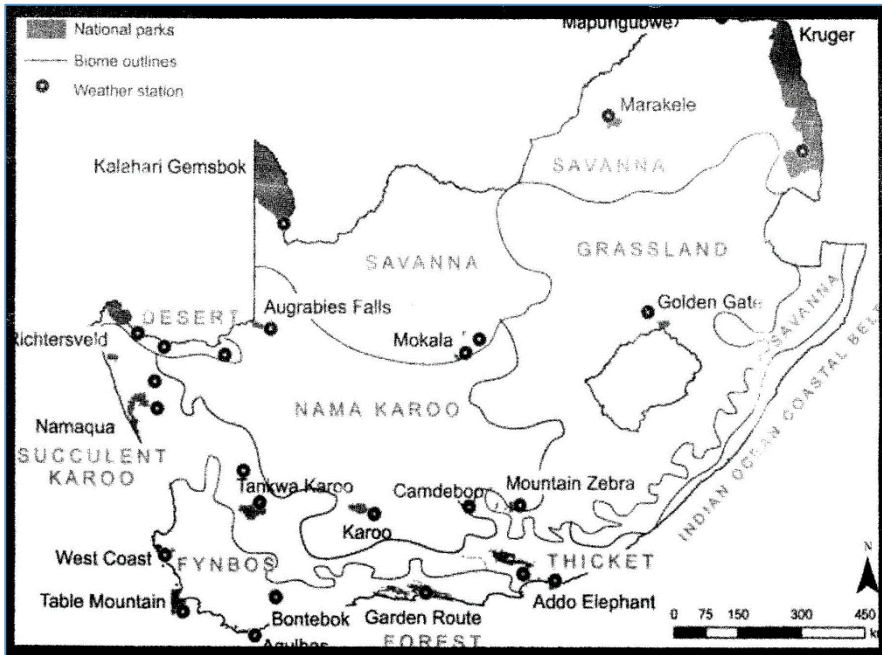 National parks
Biome outlines
Weather station
Mapungubwe
Kruger
Marakele
SAVANNA
Kalahari Gemsbok
SAVANNA
GRASSLAND
DESERT
Augrabies Falls
Golden Gate
Richtersveld
Mokala
SAVANNA
INDIAN OCEAN COASTAL BELT
NAMA KAROO
Namaqua
SUCCULENT
KAROO
Tankwa Karoo
Camdeboo
Mountain Zebra
Karoo
West Coast
FYNBOS
THICKET
N
Table Mountain
Bontebok
Garden Route
Addo Elephant
0 75 150 300 450
Agulhas
FOREST